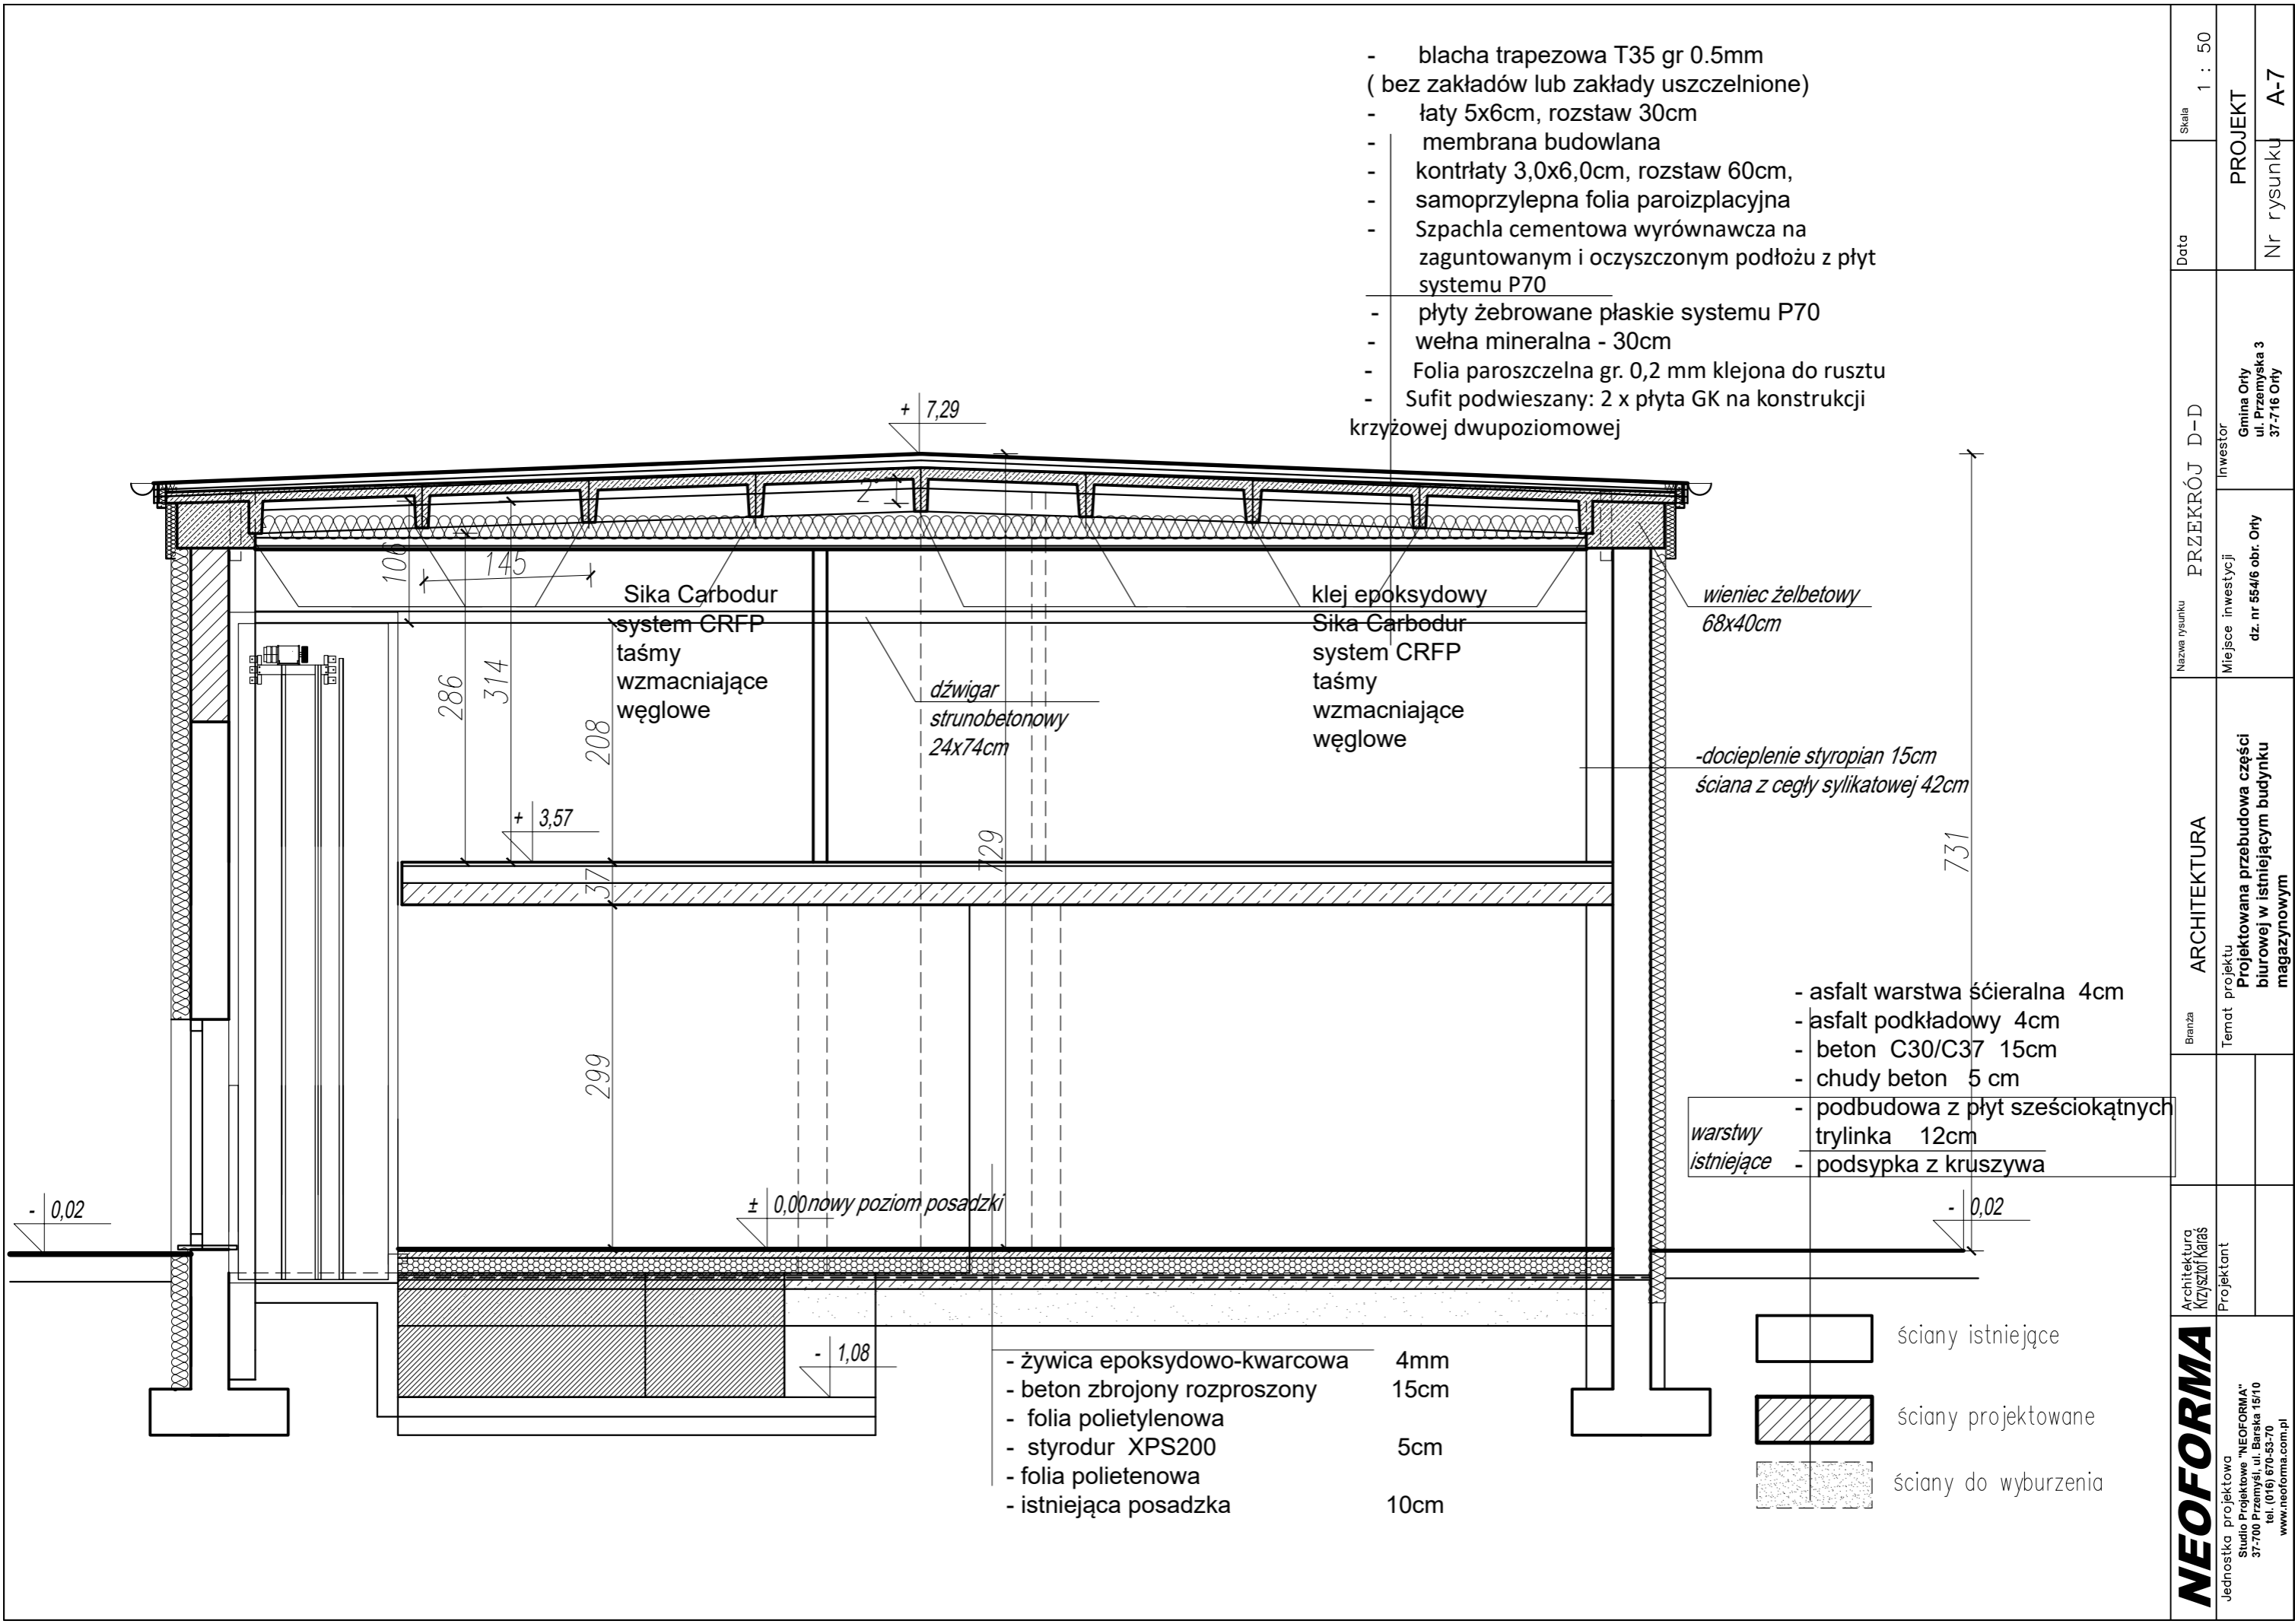 - blacha trapezowa T35 gr 0.5mm
( bez zakładów lub zakłady uszczelnione)
- łaty 5x6cm, rozstaw 30cm
- membrana budowlana
- kontrłaty 3,0x6,0cm, rozstaw 60cm,
- samoprzylepna folia paroizplacyjna
- Szpachla cementowa wyrównawcza na
zaguntowanym i oczyszczonym podłożu z płyt
systemu P70
- płyty żebrowane płaskie systemu P70
- wełna mineralna - 30cm
- Folia paroszczelna gr. 0,2 mm klejona do rusztu
- Sufit podwieszany: 2 x płyta GK na konstrukcji
krzyżowej dwupoziomowej
+ 7,29
2
106
145
Sika Carbodur
system CRFP
taśmy
wzmacniające
węglowe
klej epoksydowy
Sika Carbodur
system CRFP
taśmy
wzmacniające
węglowe
wieniec żelbetowy
68x40cm
dźwigar
strunobetonowy
24x74cm
286
314
208
-docieplenie styropian 15cm
ściana z cegły sylikatowej 42cm
+ 3,57
37
729
731
299
- asfalt warstwa śćieralna 4cm
- asfalt podkładowy 4cm
- beton C30/C37 15cm
- chudy beton 5 cm
- podbudowa z płyt sześciokątnych
trylinka 12cm
- podsypka z kruszywa
warstwy
istniejące
- 0,02
± 0,00 nowy poziom posadzki
- 0,02
- 1,08
- żywica epoksydowo-kwarcowa 4mm
- beton zbrojony rozproszony 15cm
- folia polietylenowa
- styrodur XPS200 5cm
- folia polietenowa
- istniejąca posadzka 10cm
ściany istniejące
ściany projektowane
ściany do wyburzenia
NEOFORMA
Jednostka projektowa
Studio Projektowe "NEOFORMA"
37-700 Przemyśl, ul. Barska 15/10
tel. (016) 670-53-70
www.neoforma.com.pl
Architektura
Krzysztof Karaś
Projektant
Branża
ARCHITEKTURA
Temat projektu
Projektowana przebudowa części
biurowej w istniejącym budynku
magazynowym
Nazwa rysunku
PRZEKRÓJ D-D
Miejsce inwestycji
dz. nr 554/6 obr. Orły
Inwestor
Gmina Orły
ul. Przemyska 3
37-716 Orły
Data
Skala
1 : 50
PROJEKT
Nr rysunku A-7